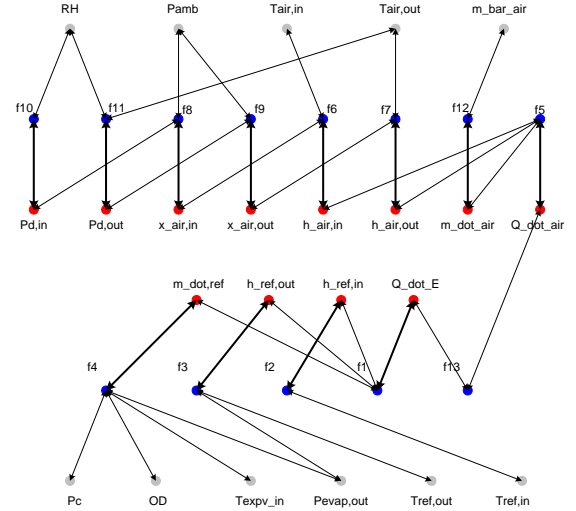 RH Pamb Tair,in Tair,out m_bar_air
f10 f11 f8 f9 f6 f7 f12 f5
Pd,in Pd,out x_air,in x_air,out h_air,in h_air,out m_dot_air Q_dot_air
m_dot,ref h_ref,out h_ref,in Q_dot_E
f4 f3 f2 f1 f13
Pc OD Texpv_in Pevap,out Tref,out Tref,in